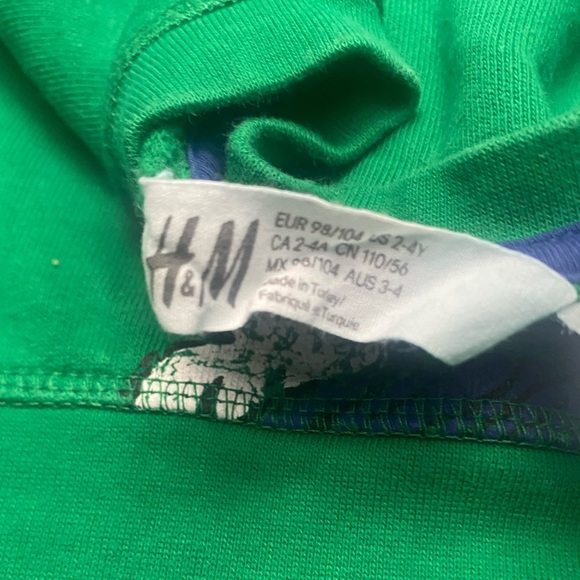 H&M
EUR 98/104 US 2-4Y
CA 2-4A CN 110/56
MX 98/104 AUS 3-4
Made in Turkey/
Fabriqué Turquie